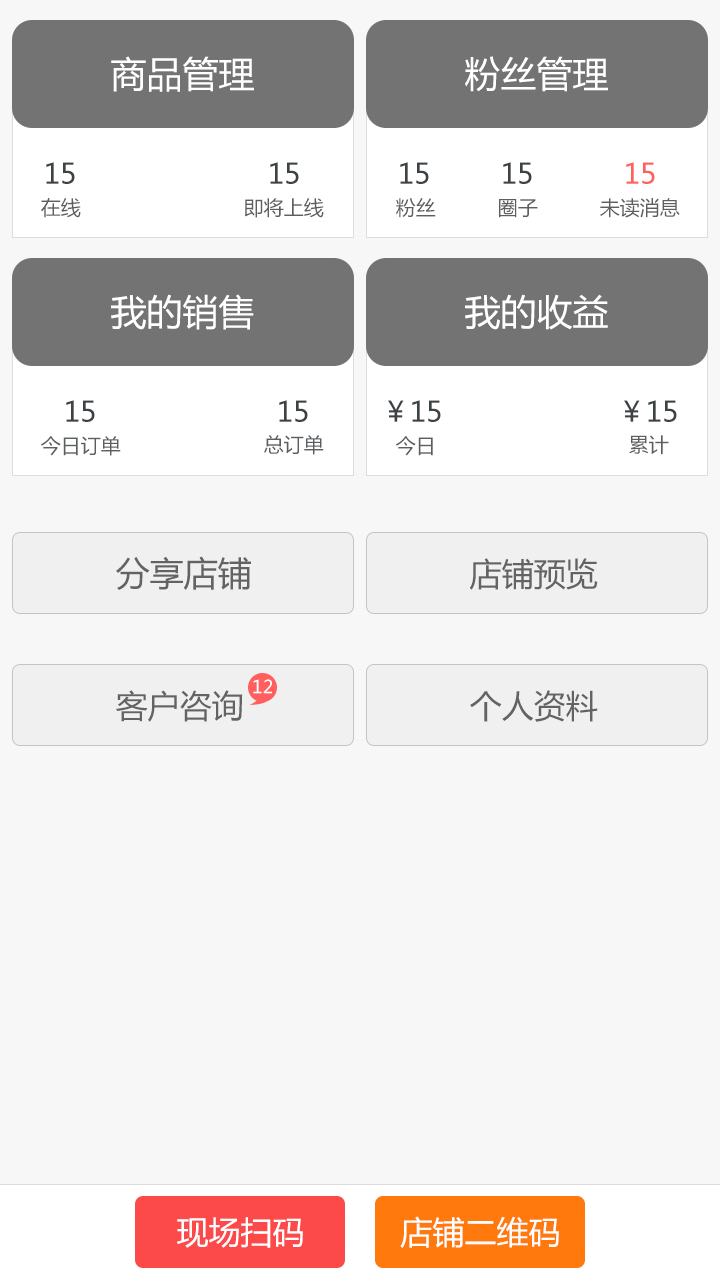 商品管理 粉丝管理
15 15 15 15 15
在线 即将上线 粉丝 圈子 未读消息
我的销售 我的收益
15 15 ¥15 ¥15
今日订单 总订单 今日 累计
分享店铺 店铺预览
客户咨询 12 个人资料
现场扫码 店铺二维码